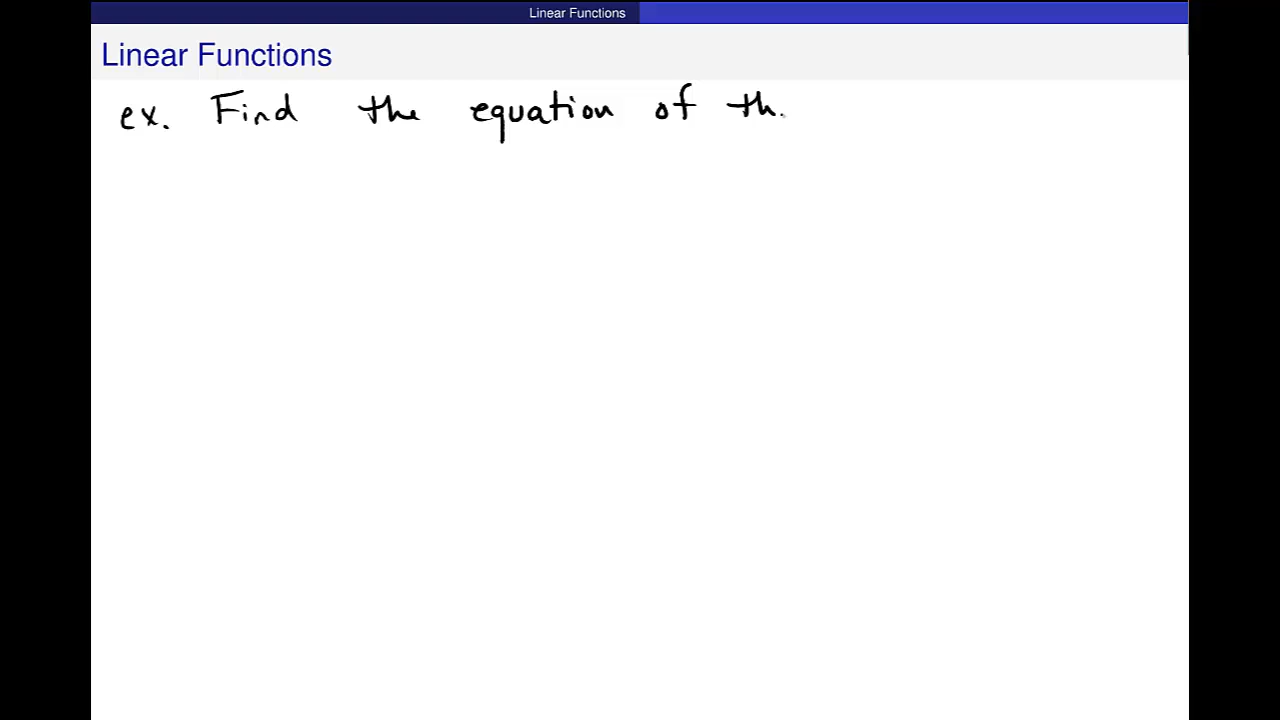 Linear Functions
Linear Functions
ex. Find the equation of th